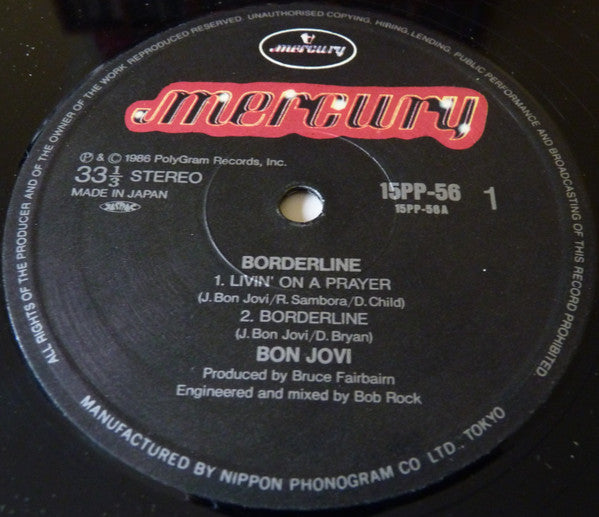 ALL RIGHTS OF THE PRODUCER AND OF THE OWNER OF THE WORK REPRODUCED RESERVED. UNAUTHORISED COPYING, HIRING, LENDING, PUBLIC PERFORMANCE AND BROADCASTING OF THIS RECORD PROHIBITED
mercury
mercury
℗ & © 1986 PolyGram Records, Inc.
33 1/3 STEREO
MADE IN JAPAN
15PP-56
15PP-56A
1
BORDERLINE
1. LIVIN' ON A PRAYER
(J. Bon Jovi/R. Sambora/D. Child)
2. BORDERLINE
(J. Bon Jovi/D. Bryan)
BON JOVI
Produced by Bruce Fairbairn
Engineered and mixed by Bob Rock
MANUFACTURED BY NIPPON PHONOGRAM CO LTD., TOKYO